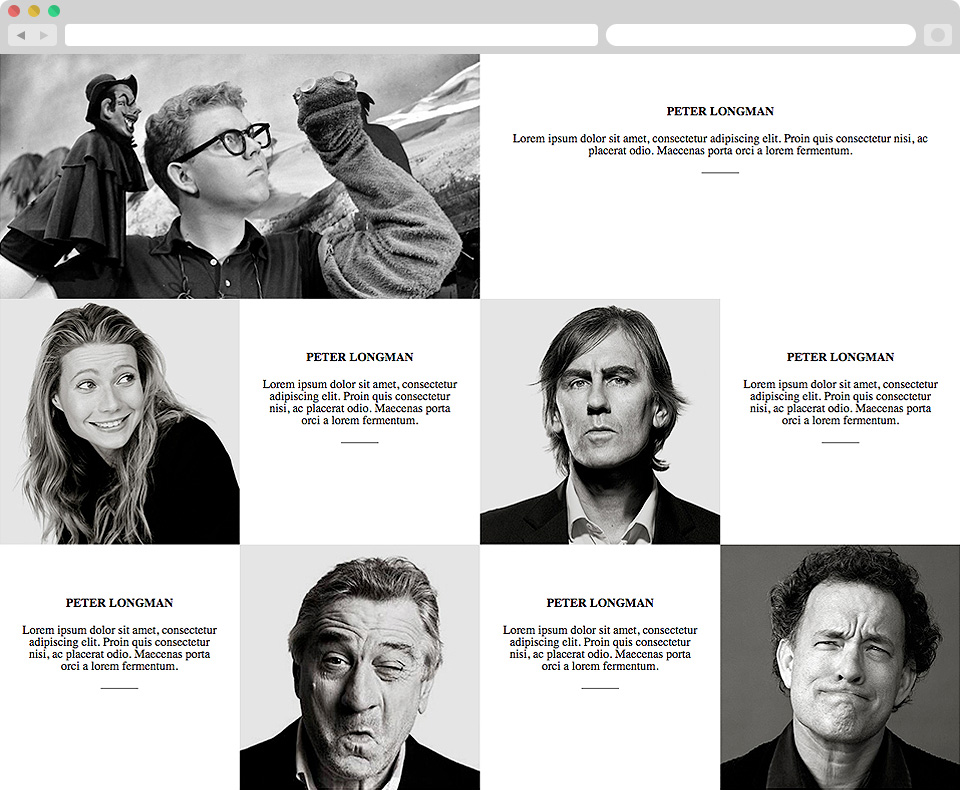 PETER LONGMAN
Lorem ipsum dolor sit amet, consectetur adipiscing elit. Proin quis consectetur nisi, ac
placerat odio. Maecenas porta orci a lorem fermentum.
PETER LONGMAN
Lorem ipsum dolor sit amet, consectetur
adipiscing elit. Proin quis consectetur
nisi, ac placerat odio. Maecenas porta
orci a lorem fermentum.
PETER LONGMAN
Lorem ipsum dolor sit amet, consectetur
adipiscing elit. Proin quis consectetur
nisi, ac placerat odio. Maecenas porta
orci a lorem fermentum.
PETER LONGMAN
Lorem ipsum dolor sit amet, consectetur
adipiscing elit. Proin quis consectetur
nisi, ac placerat odio. Maecenas porta
orci a lorem fermentum.
PETER LONGMAN
Lorem ipsum dolor sit amet, consectetur
adipiscing elit. Proin quis consectetur
nisi, ac placerat odio. Maecenas porta
orci a lorem fermentum.